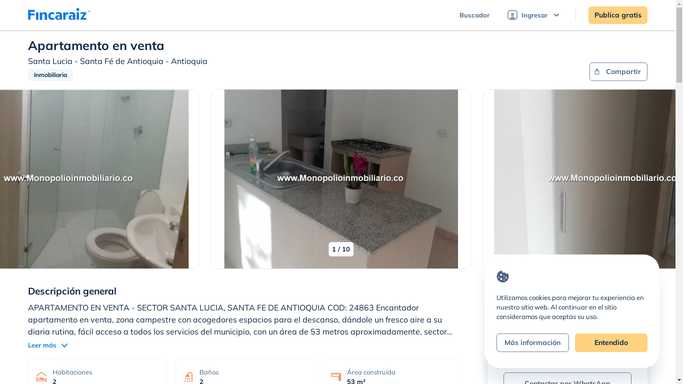 Fincaraiz
Buscador
Ingresar
Publica gratis
Apartamento en venta
Santa Lucia - Santa Fé de Antioquia - Antioquia
Inmobiliaria
Compartir
www.Monopolioinmobiliario.co
www.Monopolioinmobiliario.co
www.Monopolioinmobiliario.co
1 / 10
Descripción general
APARTAMENTO EN VENTA - SECTOR SANTA LUCIA, SANTA FE DE ANTIOQUIA COD: 24863 Encantador
apartamento en venta, zona campestre con acogedores espacios para el descanso, dándole un fresco aire a su
diaria rutina, fácil acceso a todos los servicios del municipio, con un área de 53 metros aproximadamente, sector...
Leer más
Habitaciones
2
Baños
2
Área construida
53 m²
Utilizamos cookies para mejorar tu experiencia en
nuestro sitio web. Al continuar en el sitio
consideramos que aceptas su uso.
Más información
Entendido
Contactar por WhatsApp